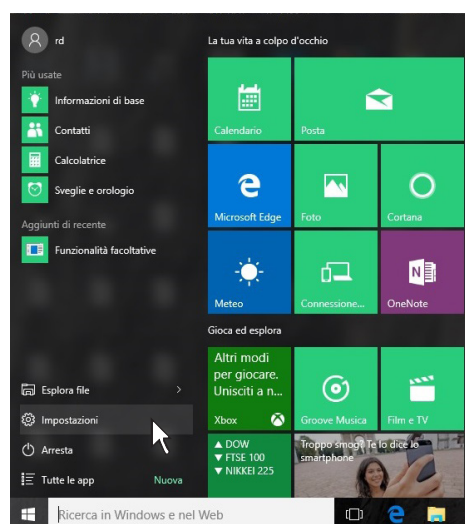 rd
La tua vita a colpo d'occhio
Più usate
Informazioni di base
Contatti
Calcolatrice
Sveglie e orologio
Aggiunti di recente
Funzionalità facoltative
Esplora file
Impostazioni
Arresta
Tutte le app
Nuova
Calendario
Posta
Microsoft Edge
Foto
Cortana
Meteo
Connessione...
OneNote
Gioca ed esplora
Altri modi
per giocare.
Unisciti a n...
Xbox
Groove Musica
Film e TV
▲ DOW
▼ FTSE 100
▼ NIKKEI 225
Troppo smog? Te lo dice lo
smartphone
Ricerca in Windows e nel Web